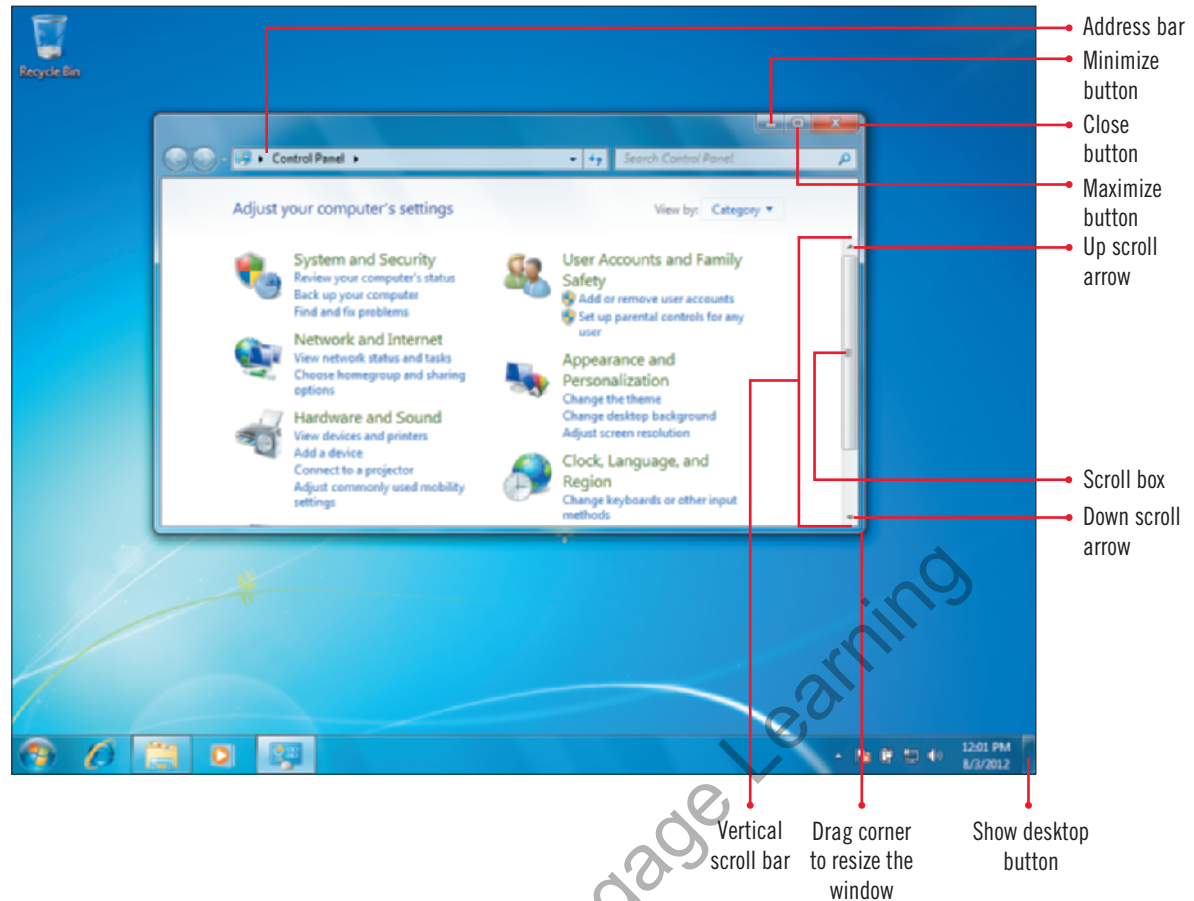 Recycle Bin
Control Panel
Search Control Panel
Adjust your computer's settings
View by: Category
System and Security
Review your computer's status
Back up your computer
Find and fix problems
Network and Internet
View network status and tasks
Choose homegroup and sharing
options
Hardware and Sound
View devices and printers
Add a device
Connect to a projector
Adjust commonly used mobility
settings
User Accounts and Family
Safety
Add or remove user accounts
Set up parental controls for any
user
Appearance and
Personalization
Change the theme
Change desktop background
Adjust screen resolution
Clock, Language, and
Region
Change keyboards or other input
methods
12:01 PM
8/3/2012
Address bar
Minimize
button
Close
button
Maximize
button
Up scroll
arrow
Scroll box
Down scroll
arrow
Vertical
scroll bar
Drag corner
to resize the
window
Show desktop
button
Learning